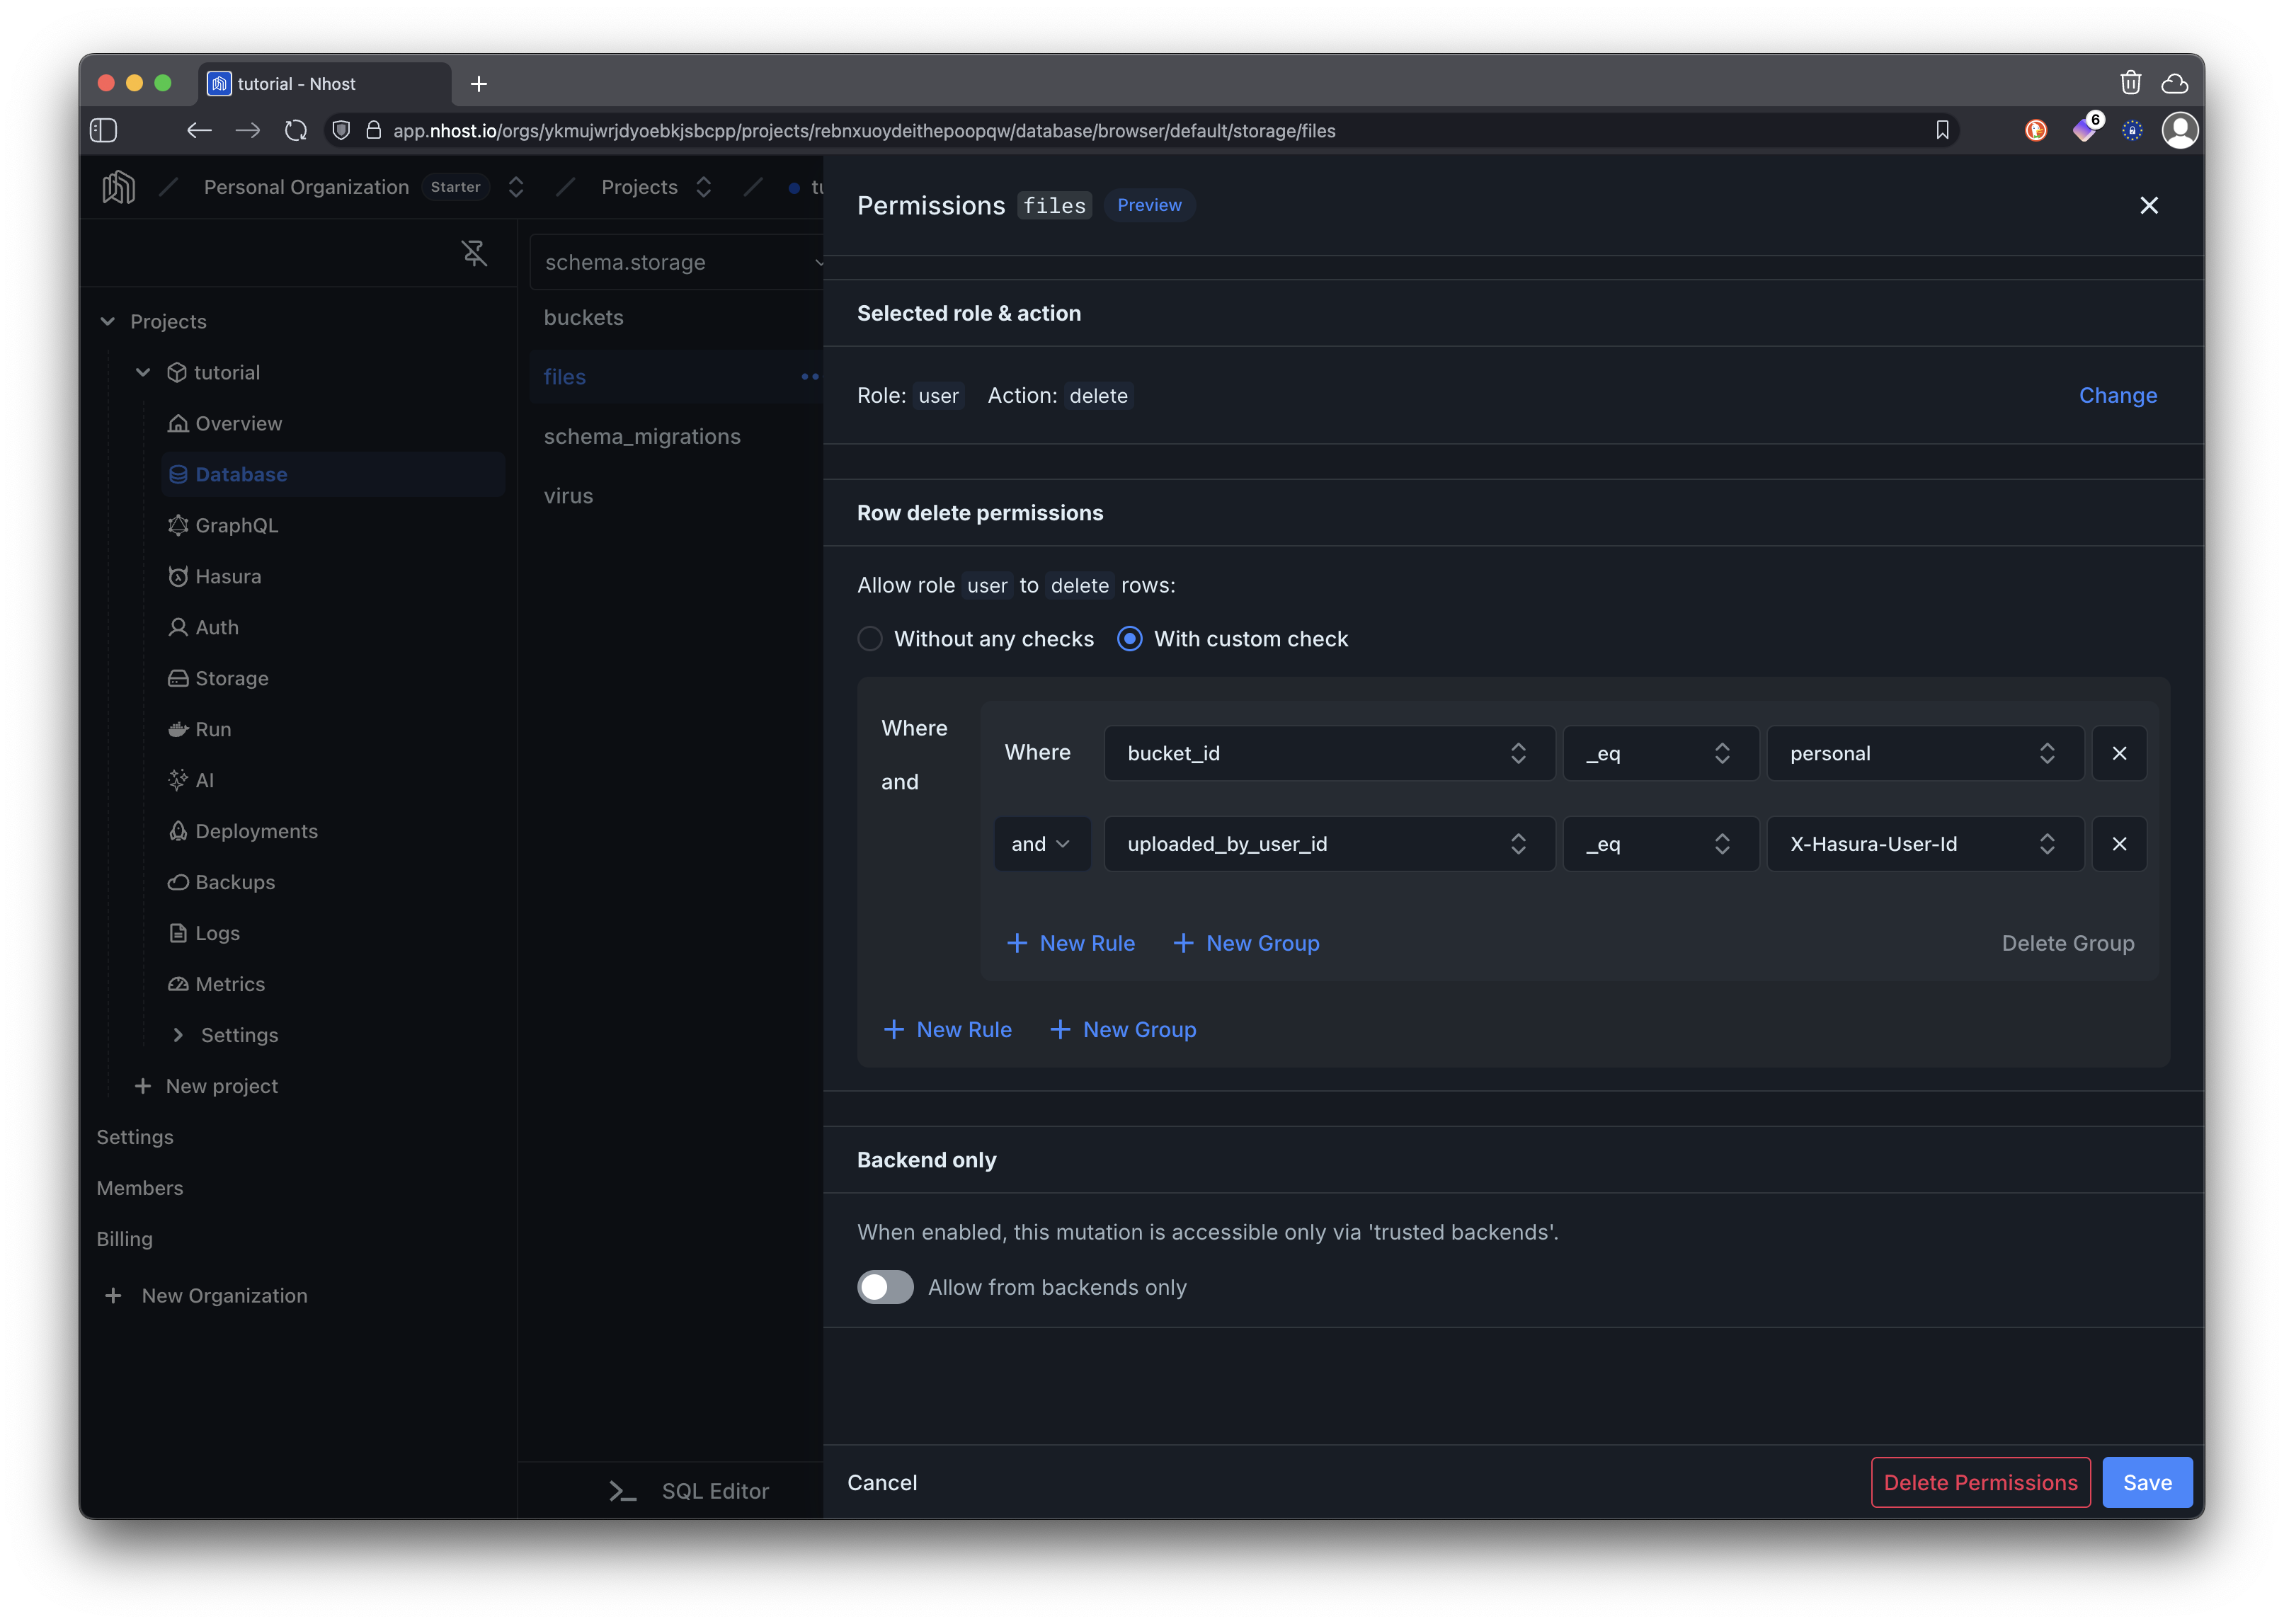 tutorial - Nhost
app.nhost.io/orgs/ykmujwrjdyoebkjsbcpp/projects/rebnxuoydeithepoopqw/database/browser/default/storage/files
6
Personal Organization Starter
Projects
Projects
tutorial
Overview
Database
GraphQL
Hasura
Auth
Storage
Run
AI
Deployments
Backups
Logs
Metrics
Settings
New project
Settings
Members
Billing
New Organization
schema.storage
buckets
files
schema_migrations
virus
SQL Editor
Permissions files Preview
Selected role & action
Role: user Action: delete Change
Row delete permissions
Allow role user to delete rows:
Without any checks With custom check
Where
and
Where bucket_id _eq personal
and uploaded_by_user_id _eq X-Hasura-User-Id
New Rule New Group Delete Group
New Rule New Group
Backend only
When enabled, this mutation is accessible only via 'trusted backends'.
Allow from backends only
Cancel Delete Permissions Save